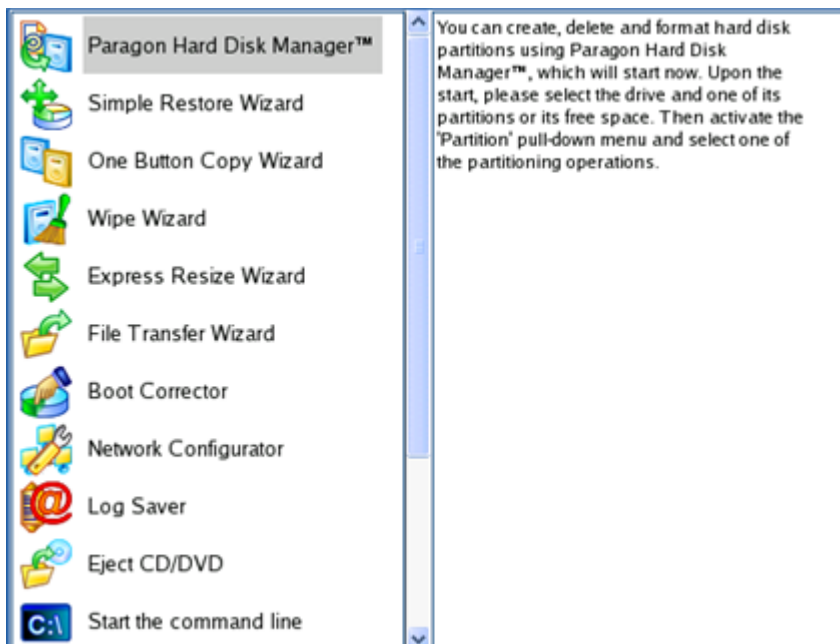 Paragon Hard Disk Manager™
Simple Restore Wizard
One Button Copy Wizard
Wipe Wizard
Express Resize Wizard
File Transfer Wizard
Boot Corrector
Network Configurator
Log Saver
Eject CD/DVD
C:\
Start the command line
You can create, delete and format hard disk
partitions using Paragon Hard Disk
Manager™, which will start now. Upon the
start, please select the drive and one of its
partitions or its free space. Then activate the
'Partition' pull-down menu and select one of
the partitioning operations.